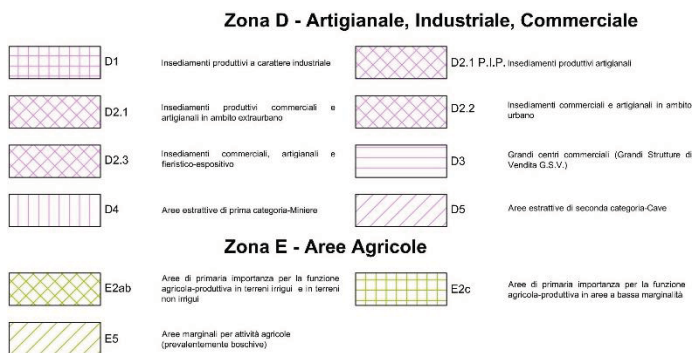 Zona D - Artigianale, Industriale, Commerciale
D1
Insediamenti produttivi a carattere industriale
D2.1 P.I.P.
Insediamenti produttivi artigianali
D2.1
Insediamenti produttivi commerciali e
artigianali in ambito extraurbano
D2.2
Insediamenti commerciali e artigianali in ambito
urbano
D2.3
Insediamenti commerciali, artigianali e
fieristico-espositivo
D3
Grandi centri commerciali (Grandi Strutture di
Vendita G.S.V.)
D4
Aree estrattive di prima categoria-Miniere
D5
Aree estrattive di seconda categoria-Cave
Zona E - Aree Agricole
E2ab
Aree di primaria importanza per la funzione
agricola-produttiva in terreni irrigui e in terreni
non irrigui
E2c
Aree di primaria importanza per la funzione
agricola-produttiva in aree a bassa marginalità
E5
Aree marginali per attività agricole
(prevalentemente boschive)